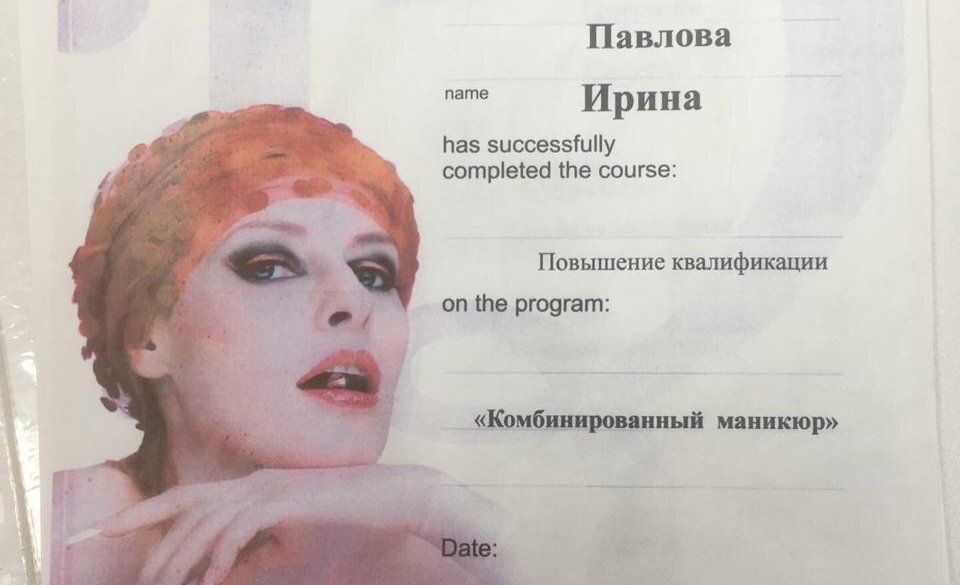 Павлова
name Ирина
has successfully
completed the course:
Повышение квалификации
on the program:
«Комбинированный маникюр»
Date: